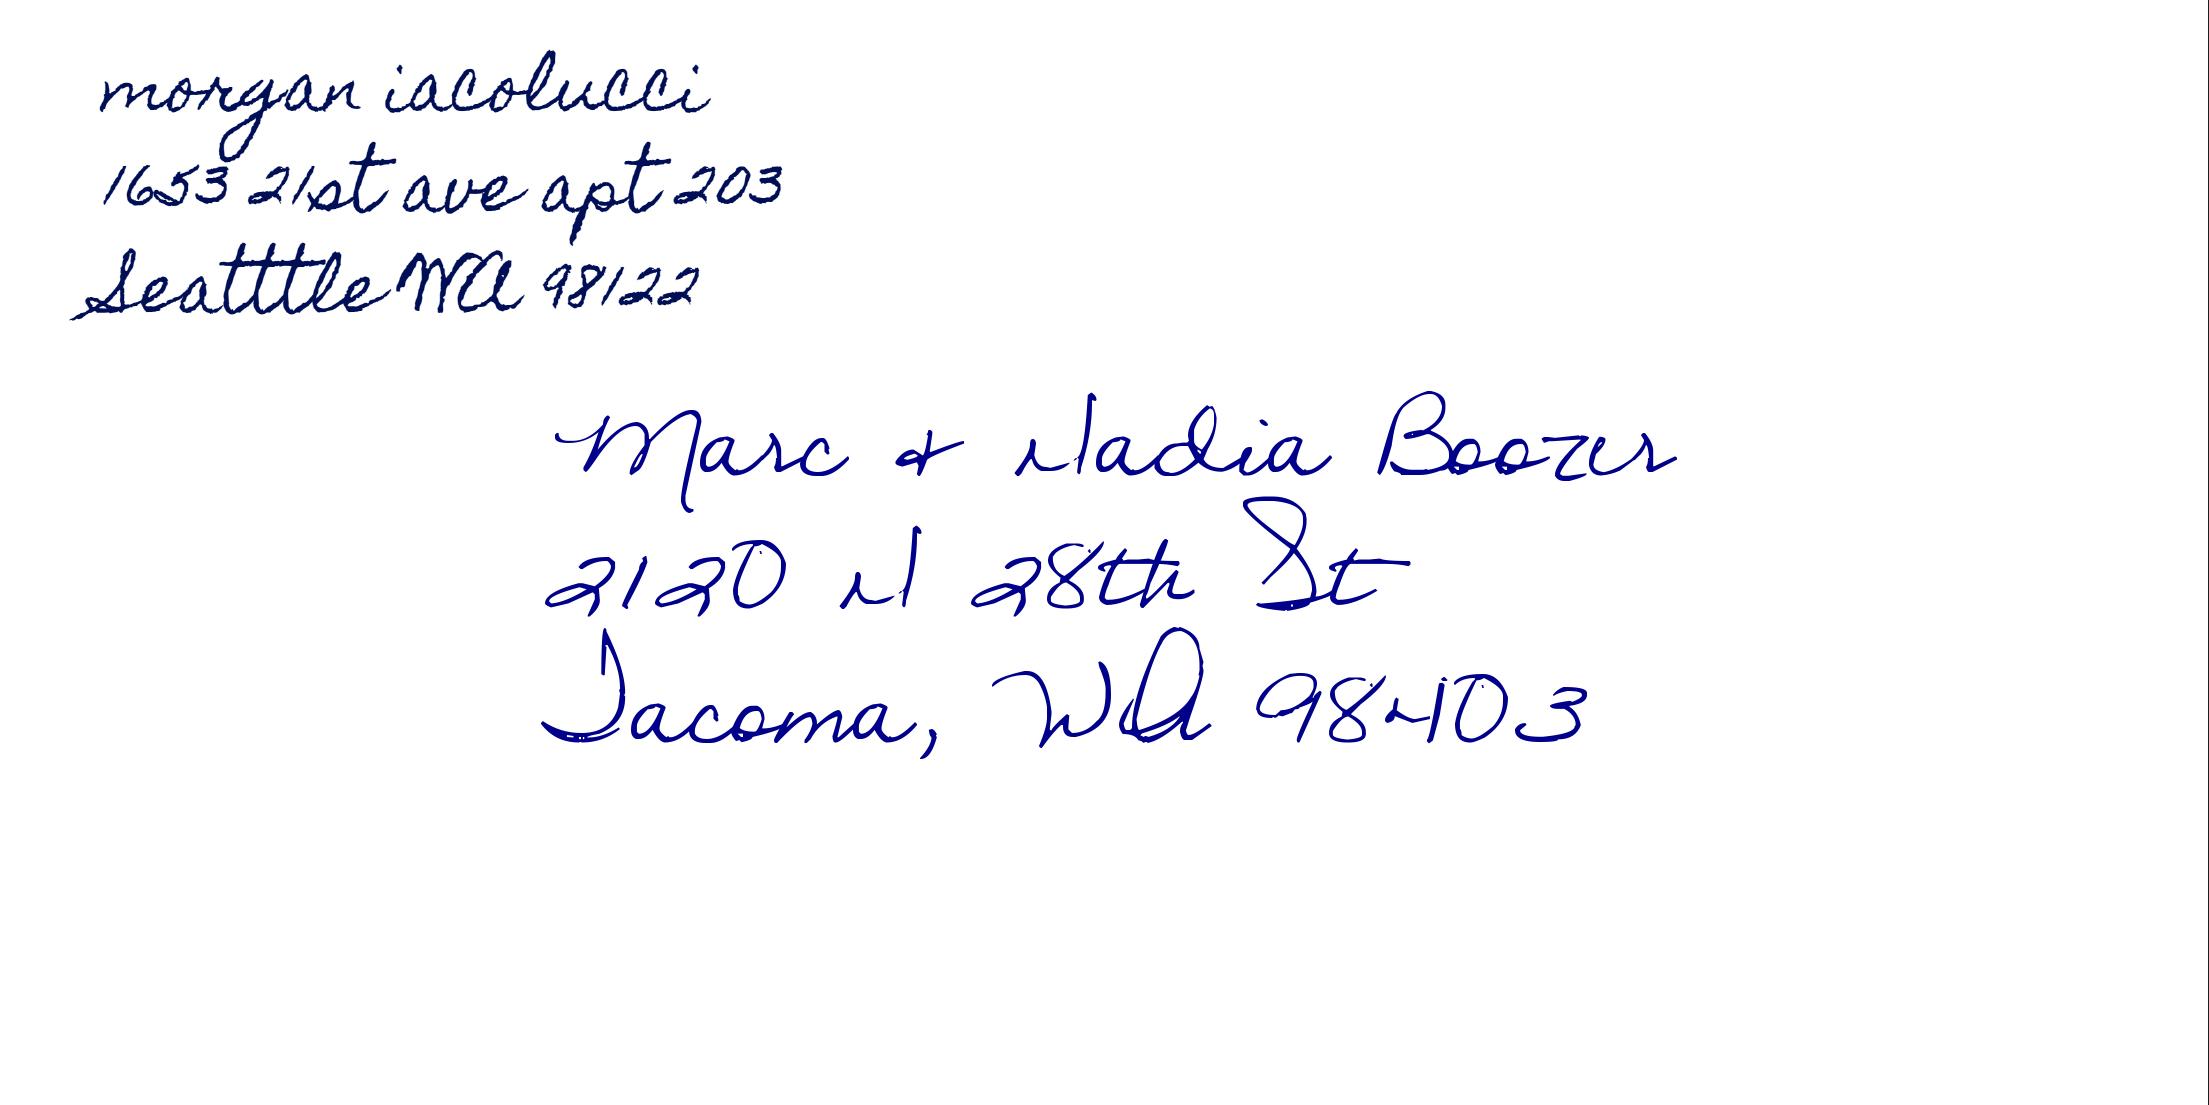 morgan iacolucci
1653 21st ave apt 203
Seatttle WA 98122
Marc & Nadia Boozer
2120 N 28th St
Tacoma, WA 98403